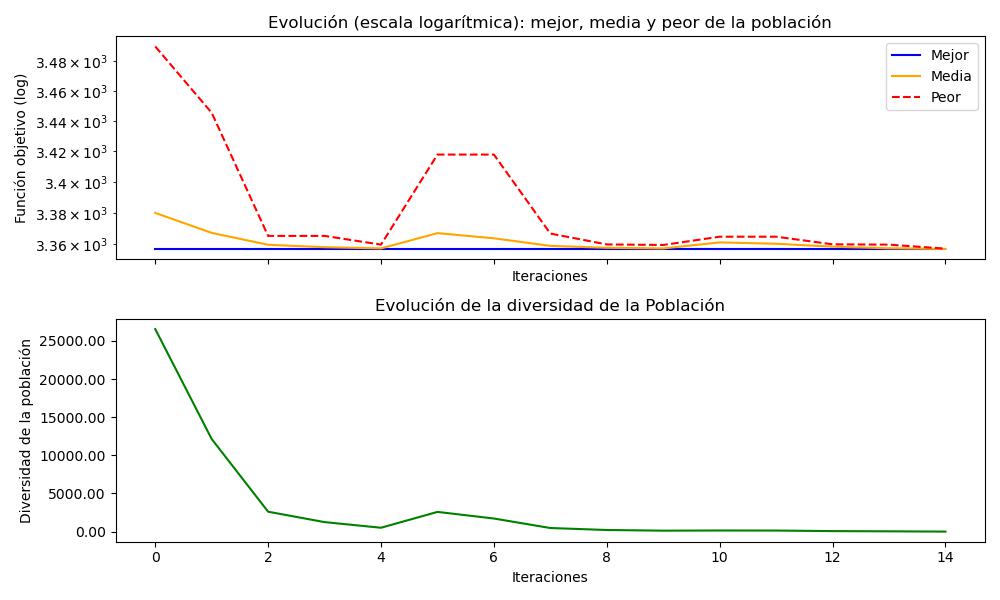 Evolución (escala logarítmica): mejor, media y peor de la población
Función objetivo (log)
3.48 × 10³
3.46 × 10³
3.44 × 10³
3.42 × 10³
3.4 × 10³
3.38 × 10³
3.36 × 10³
Mejor
Media
Peor
Iteraciones
Evolución de la diversidad de la Población
Diversidad de la población
25000.00
20000.00
15000.00
10000.00
5000.00
0.00
0 2 4 6 8 10 12 14
Iteraciones